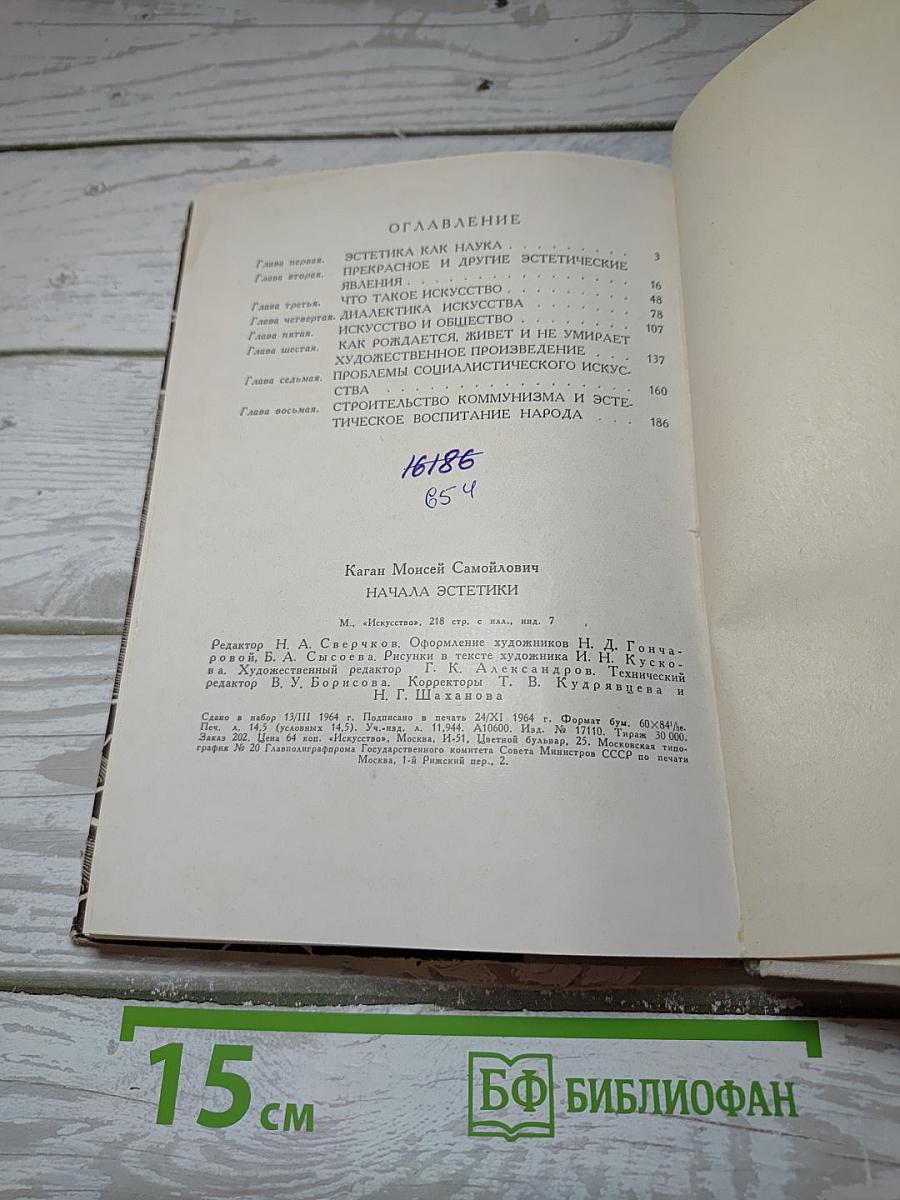 ОГЛАВЛЕНИЕ
Глава первая. ЭСТЕТИКА КАК НАУКА . . . . . . . . 3
Глава вторая. ПРЕКРАСНОЕ И ДРУГИЕ ЭСТЕТИЧЕСКИЕ
ЯВЛЕНИЯ . . . . . . . . . . . . . . 16
Глава третья. ЧТО ТАКОЕ ИСКУССТВО . . . . . . . . 48
Глава четвертая. ДИАЛЕКТИКА ИСКУССТВА . . . . . . . 78
Глава пятая. ИСКУССТВО И ОБЩЕСТВО . . . . . . . . 107
Глава шестая. КАК РОЖДАЕТСЯ, ЖИВЕТ И НЕ УМИРАЕТ
ХУДОЖЕСТВЕННОЕ ПРОИЗВЕДЕНИЕ . . . 137
Глава седьмая. ПРОБЛЕМЫ СОЦИАЛИСТИЧЕСКОГО ИСКУС-
СТВА . . . . . . . . . . . . . . . . 160
Глава восьмая. СТРОИТЕЛЬСТВО КОММУНИЗМА И ЭСТЕ-
ТИЧЕСКОЕ ВОСПИТАНИЕ НАРОДА . . . 186
16186
654
Каган Моисей Самойлович
НАЧАЛА ЭСТЕТИКИ
М., «Искусство», 218 стр. с илл., инд. 7
Редактор Н. А. Сверчков. Оформление художников Н. Д. Гонча-
ровой, Б. А. Сысоева. Рисунки в тексте художника И. Н. Куско-
ва. Художественный редактор Г. К. Александров. Технический
редактор В. У. Борисова. Корректоры Т. В. Кудрявцева и
Н. Г. Шаханова
Сдано в набор 13/III 1964 г. Подписано в печать 24/XI 1964 г. Формат бум. 60×84¹/₁₆.
Печ. л. 14,5 (условных 14,5). Уч.-изд. л. 11,944. А10600. Изд. № 17110. Тираж 30 000.
Заказ 202. Цена 64 коп. «Искусство», Москва, И-51, Цветной бульвар, 25. Московская типо-
графия № 20 Главполиграфпрома Государственного комитета Совета Министров СССР по печати
Москва, 1-й Рижский пер., 2.
15 см
БФ БИБЛИОФАН